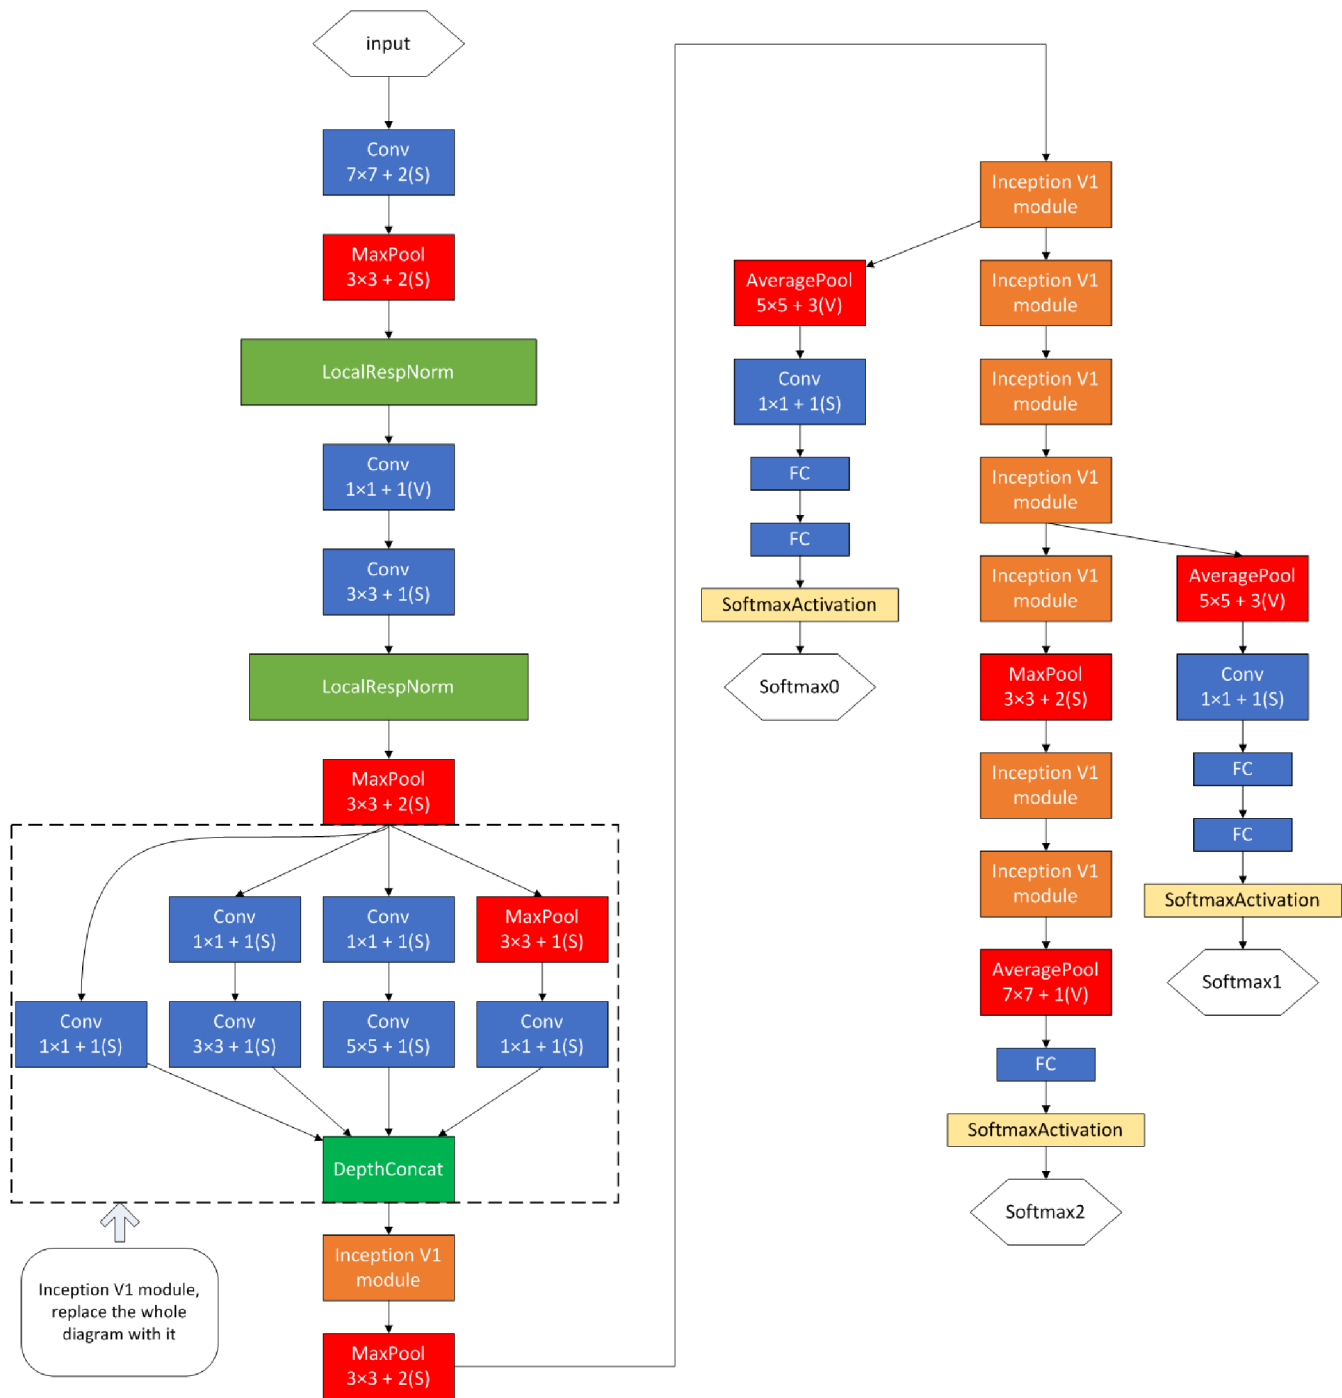 input
Conv
7×7 + 2(S)
MaxPool
3×3 + 2(S)
LocalRespNorm
Conv
1×1 + 1(V)
Conv
3×3 + 1(S)
LocalRespNorm
MaxPool
3×3 + 2(S)
Conv
1×1 + 1(S)
Conv
1×1 + 1(S)
MaxPool
3×3 + 1(S)
Conv
1×1 + 1(S)
Conv
3×3 + 1(S)
Conv
5×5 + 1(S)
Conv
1×1 + 1(S)
DepthConcat
Inception V1 module,
replace the whole
diagram with it
Inception V1
module
MaxPool
3×3 + 2(S)
Inception V1
module
AveragePool
5×5 + 3(V)
Conv
1×1 + 1(S)
FC
FC
SoftmaxActivation
Softmax0
Inception V1
module
Inception V1
module
Inception V1
module
Inception V1
module
MaxPool
3×3 + 2(S)
Inception V1
module
Inception V1
module
AveragePool
7×7 + 1(V)
FC
SoftmaxActivation
Softmax2
AveragePool
5×5 + 3(V)
Conv
1×1 + 1(S)
FC
FC
SoftmaxActivation
Softmax1